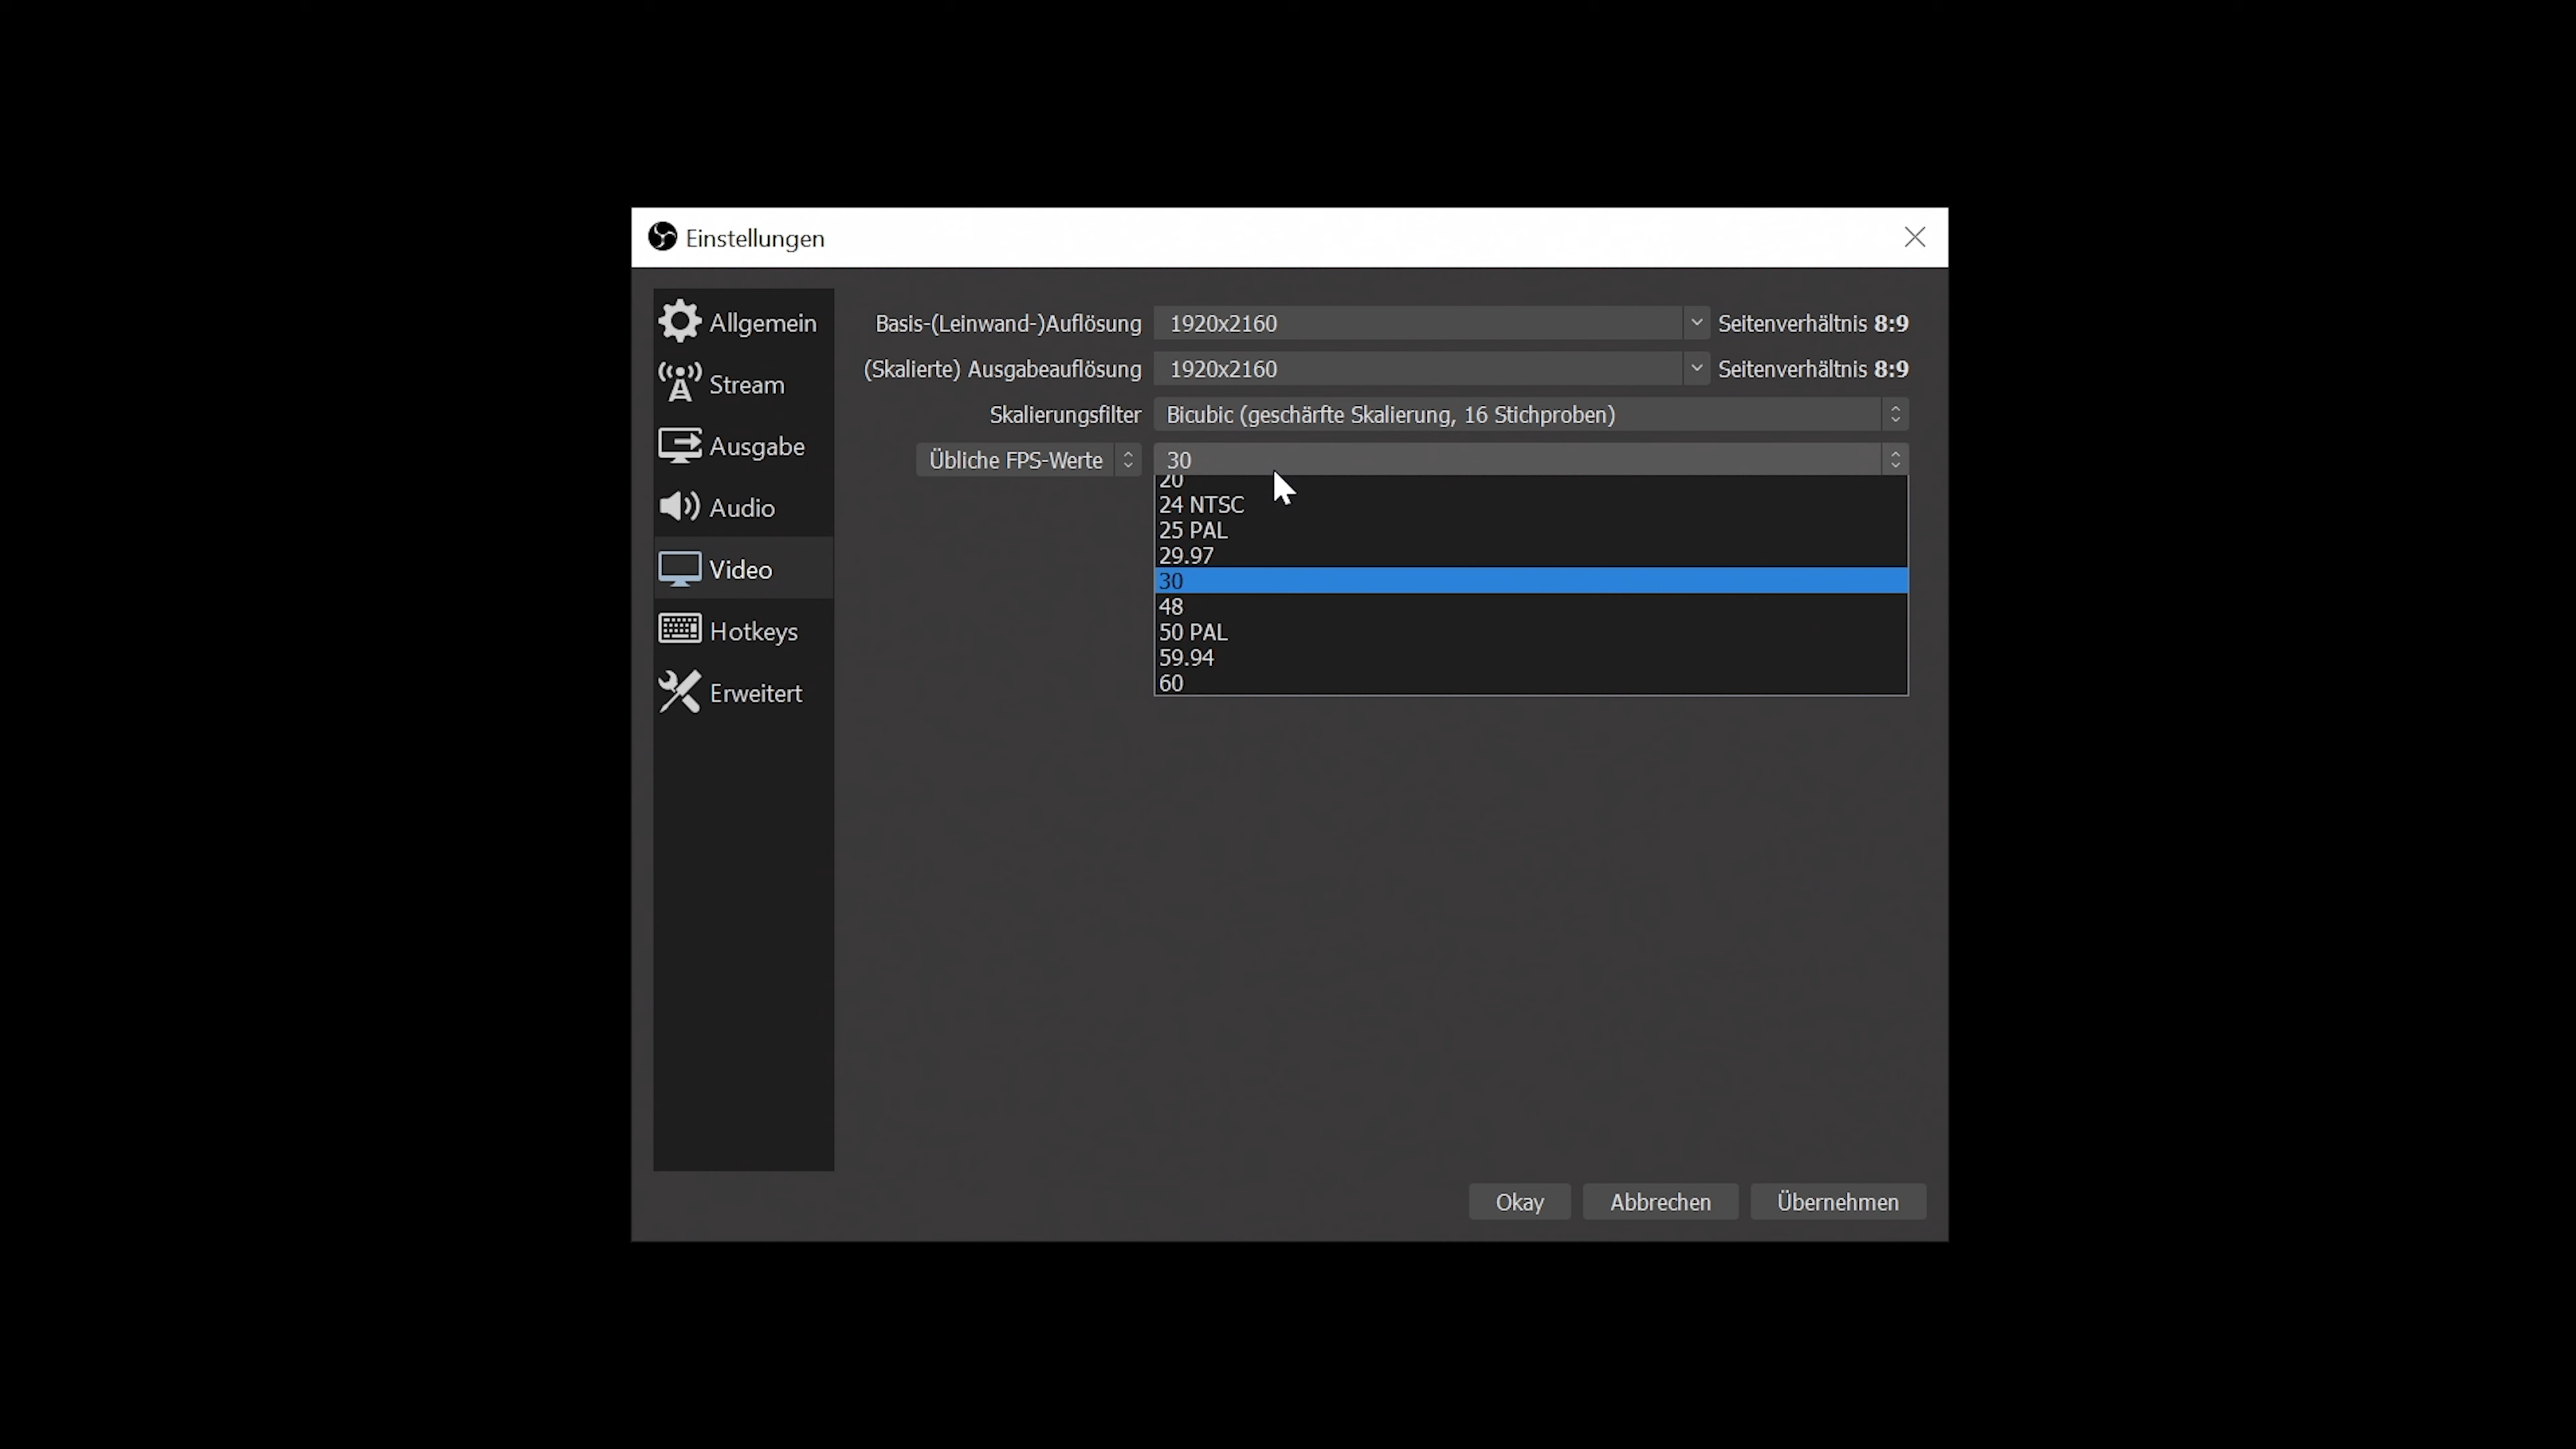 Einstellungen
Allgemein
Stream
Ausgabe
Audio
Video
Hotkeys
Erweitert
Basis-(Leinwand-)Auflösung 1920x2160 Seitenverhältnis 8:9
(Skalierte) Ausgabeauflösung 1920x2160 Seitenverhältnis 8:9
Skalierungsfilter Bicubic (geschärfte Skalierung, 16 Stichproben)
Übliche FPS-Werte 30
20
24 NTSC
25 PAL
29.97
30
48
50 PAL
59.94
60
Okay Abbrechen Übernehmen